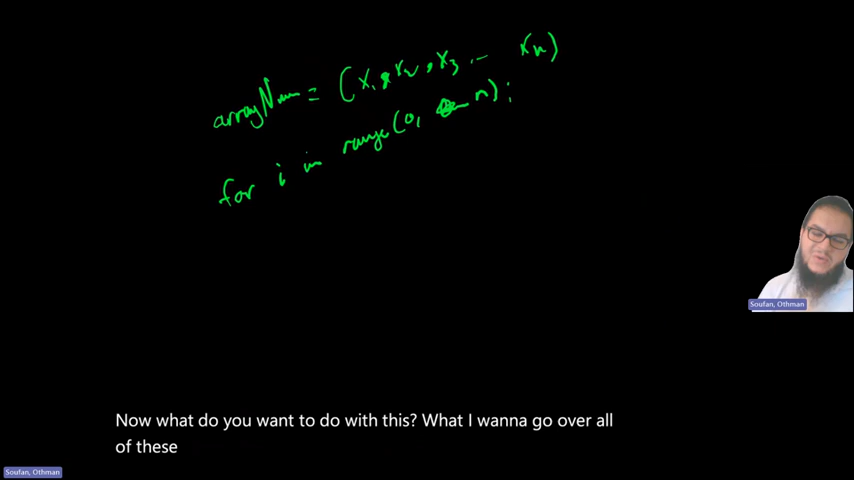 arrayNum = (x1, x2, x3 ... xn)
for i in range(0, n):
Soufan, Othman
Now what do you want to do with this? What I wanna go over all
of these
Soufan, Othman